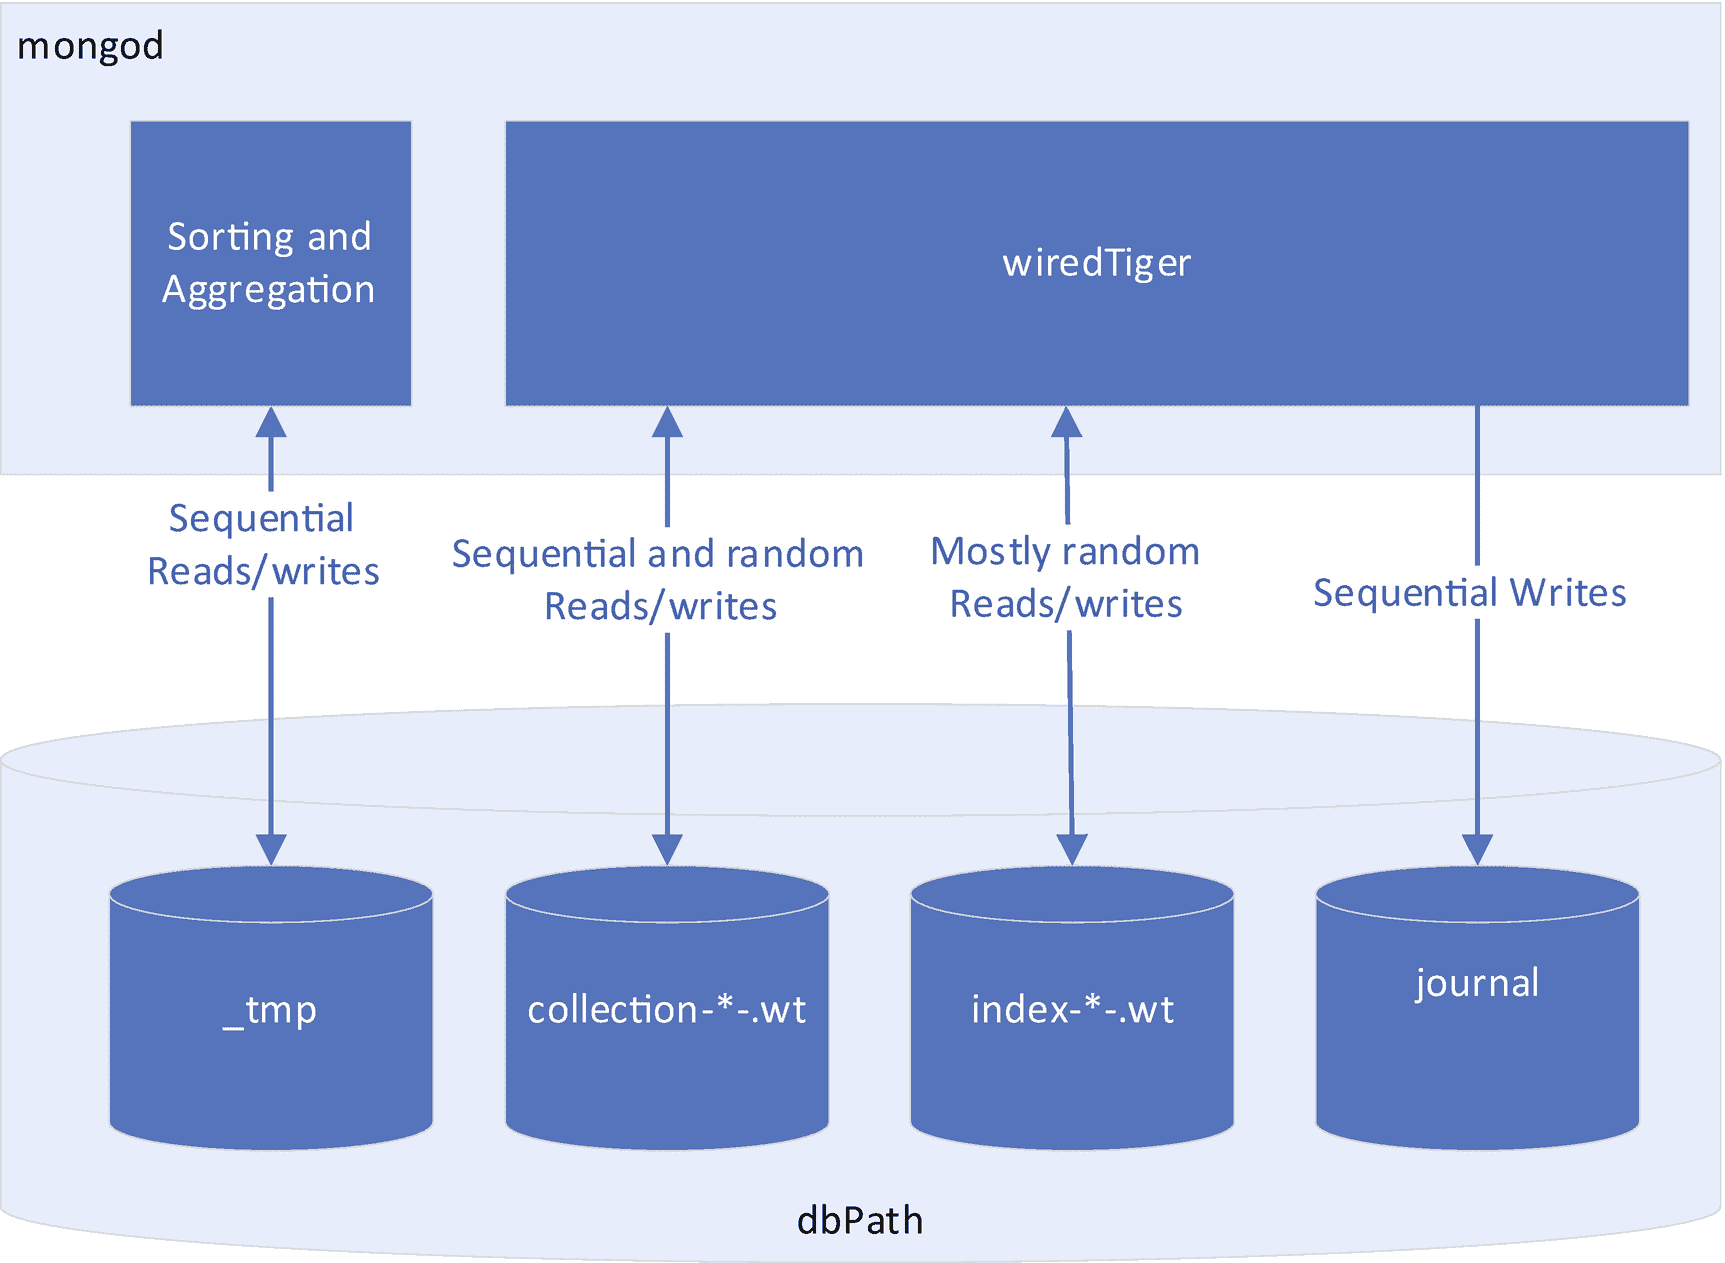 mongod
Sorting and
Aggregation
wiredTiger
Sequential
Reads/writes
Sequential and random
Reads/writes
Mostly random
Reads/writes
Sequential Writes
_tmp
collection-*-.wt
index-*-.wt
journal
dbPath